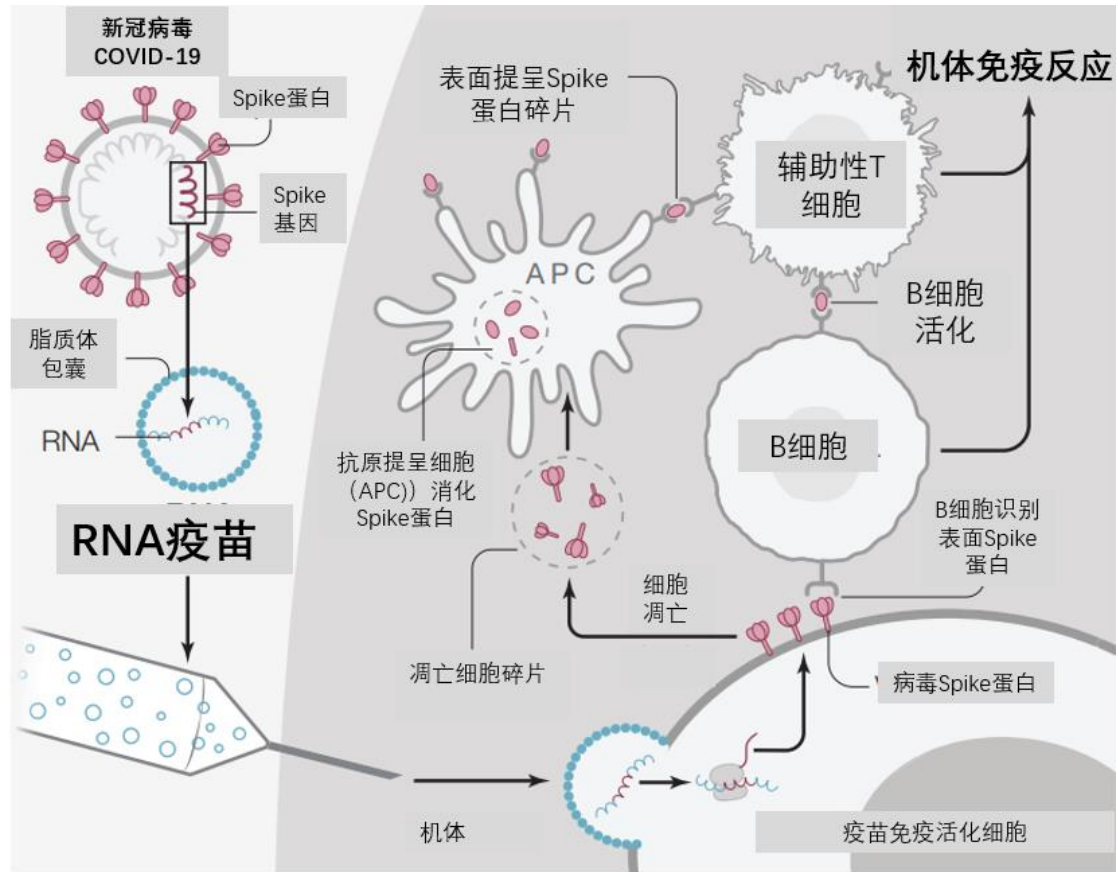 新冠病毒
COVID-19
Spike蛋白
Spike
基因
脂质体
包囊
RNA
RNA疫苗
表面提呈Spike
蛋白碎片
机体免疫反应
辅助性T
细胞
APC
B细胞
活化
抗原提呈细胞
（APC)）消化
Spike蛋白
B细胞
B细胞识别
表面Spike
蛋白
细胞
凋亡
凋亡细胞碎片
病毒Spike蛋白
机体
疫苗免疫活化细胞